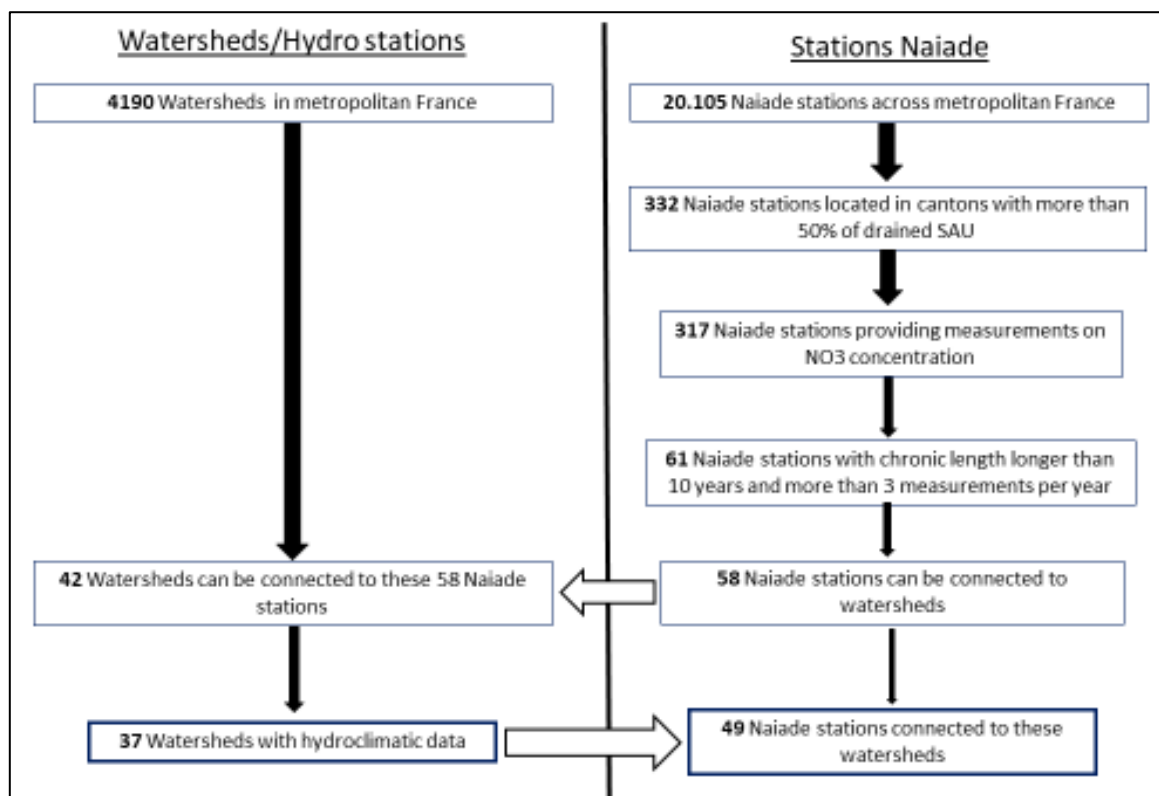 Watersheds/Hydro stations
4190 Watersheds in metropolitan France
42 Watersheds can be connected to these 58 Naiade
stations
37 Watersheds with hydroclimatic data
Stations Naiade
20.105 Naiade stations across metropolitan France
332 Naiade stations located in cantons with more than
50% of drained SAU
317 Naiade stations providing measurements on
NO3 concentration
61 Naiade stations with chronic length longer than
10 years and more than 3 measurements per year
58 Naiade stations can be connected to
watersheds
49 Naiade stations connected to these
watersheds